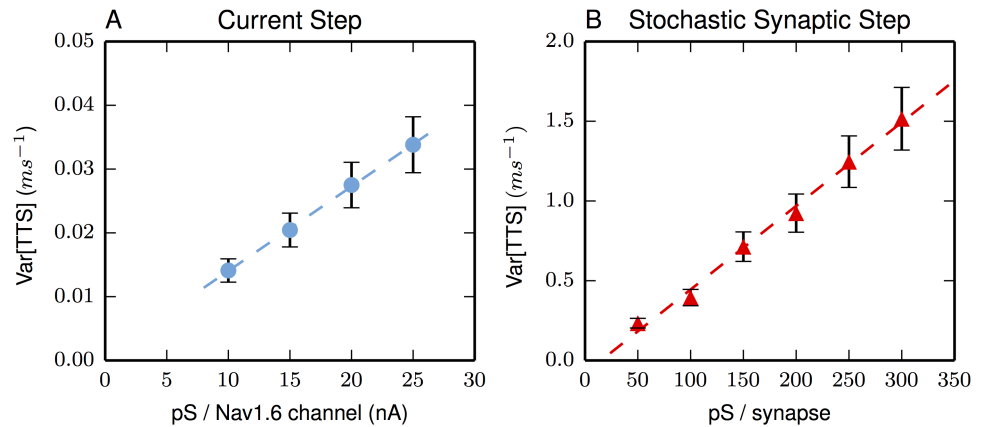 A
Current Step
0.05
0.04
0.03
0.02
0.01
0.00
Var[TTS] (ms⁻¹)
0 5 10 15 20 25 30
pS / Nav1.6 channel (nA)
B
Stochastic Synaptic Step
2.0
1.5
1.0
0.5
0.0
Var[TTS] (ms⁻¹)
50 100 150 200 250 300 350
pS / synapse